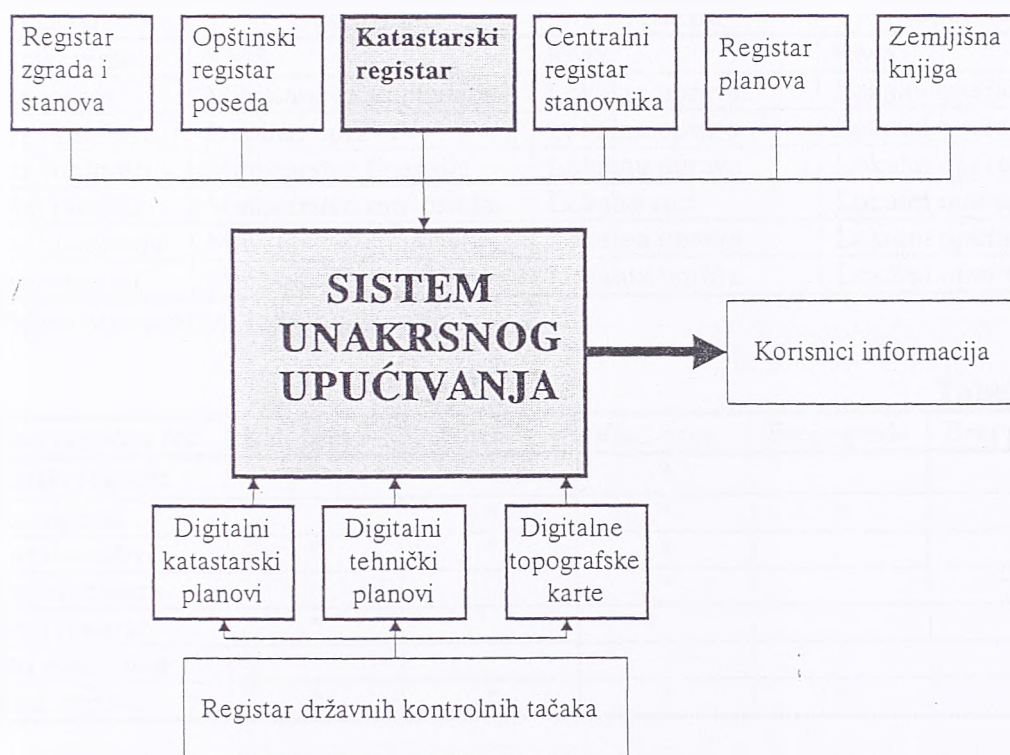 Registar
zgrada i
stanova
Opštinski
registar
poseda
Katastarski
registar
Centralni
registar
stanovnika
Registar
planova
Zemljišna
knjiga
SISTEM
UNAKRSNOG
UPUĆIVANJA
Korisnici informacija
Digitalni
katastarski
planovi
Digitalni
tehnički
planovi
Digitalne
topografske
karte
Registar državnih kontrolnih tačaka